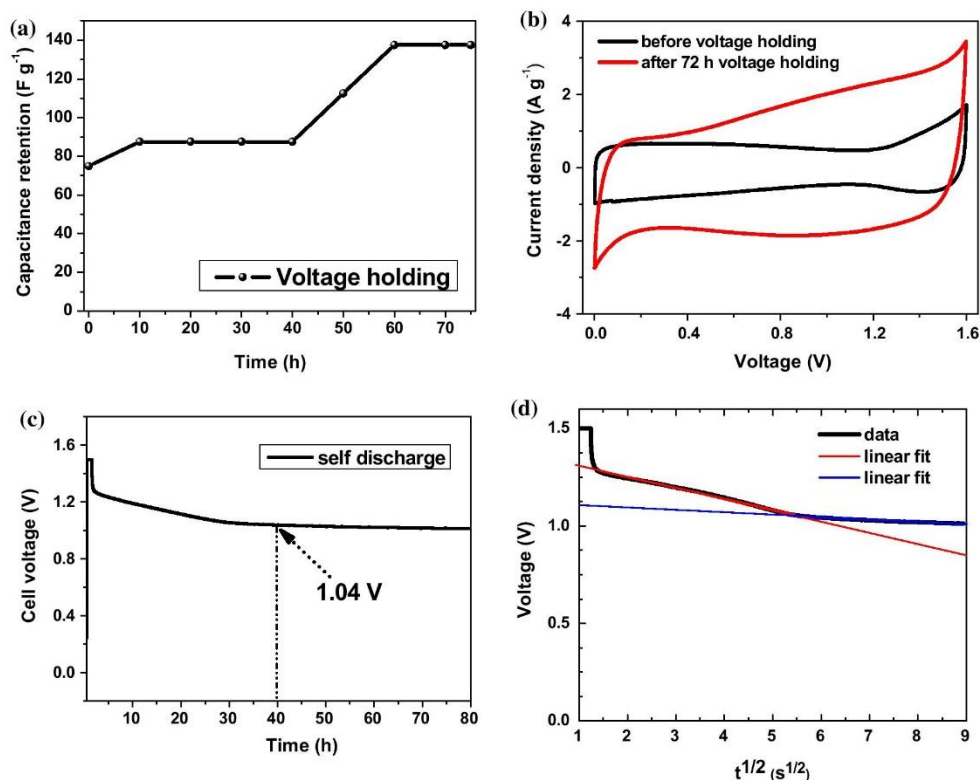 (a)
140
120
100
80
60
40
20
0
Capacitance retention (F g⁻¹)
Voltage holding
0 10 20 30 40 50 60 70
Time (h)
(b)
4
2
0
-2
-4
Current density (A g⁻¹)
before voltage holding
after 72 h voltage holding
0.0 0.4 0.8 1.2 1.6
Voltage (V)
(c)
1.6
1.2
0.8
0.4
0.0
Cell voltage (V)
self discharge
1.04 V
10 20 30 40 50 60 70 80
Time (h)
(d)
1.5
1.0
0.5
0.0
Voltage (V)
data
linear fit
linear fit
1 2 3 4 5 6 7 8 9
t^1/2 (s^1/2)